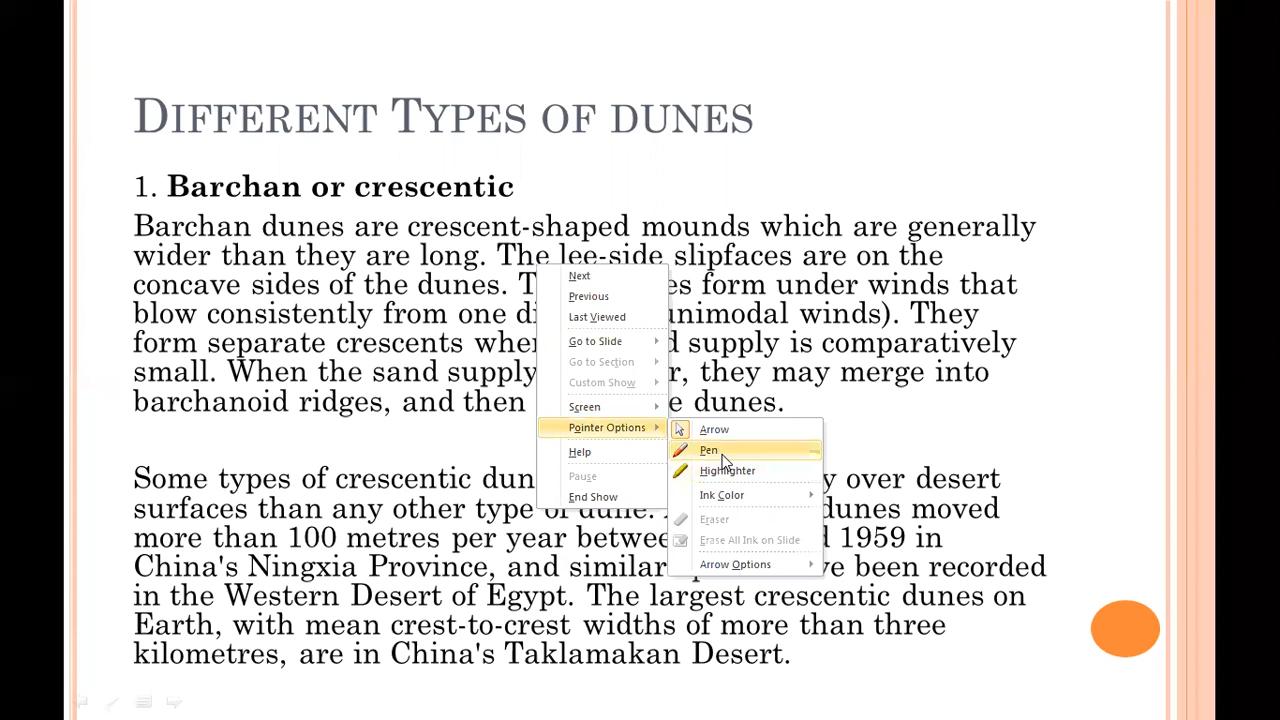 DIFFERENT TYPES OF DUNES
1. Barchan or crescentic
Barchan dunes are crescent-shaped mounds which are generally
wider than they are long. The lee-side slipfaces are on the
concave sides of the dunes. form under winds that
blow consistently from one unimodal winds). They
form separate crescents supply is comparatively
small. When the sand supply they may merge into
barchanoid ridges, and then dunes.
Some types of crescentic over desert
surfaces than any other type of dune. dunes moved
more than 100 metres per year 1959 in
China's Ningxia Province, and similar been recorded
in the Western Desert of Egypt. The largest crescentic dunes on
Earth, with mean crest-to-crest widths of more than three
kilometres, are in China's Taklamakan Desert.
Next
Previous
Last Viewed
Go to Slide
Go to Section
Custom Show
Screen
Pointer Options
Help
Pause
End Show
Arrow
Pen
Highlighter
Ink Color
Eraser
Erase All Ink on Slide
Arrow Options